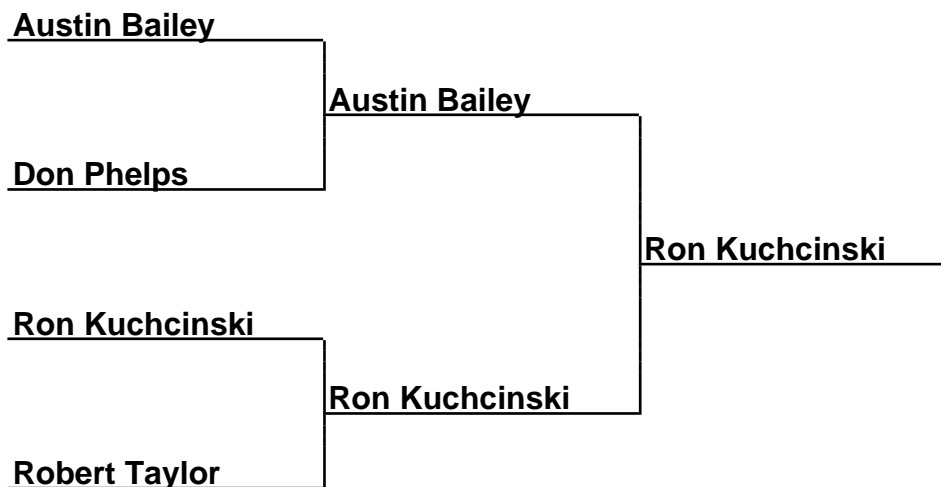 Austin Bailey
Austin Bailey
Don Phelps
Ron Kuchcinski
Ron Kuchcinski
Ron Kuchcinski
Robert Taylor